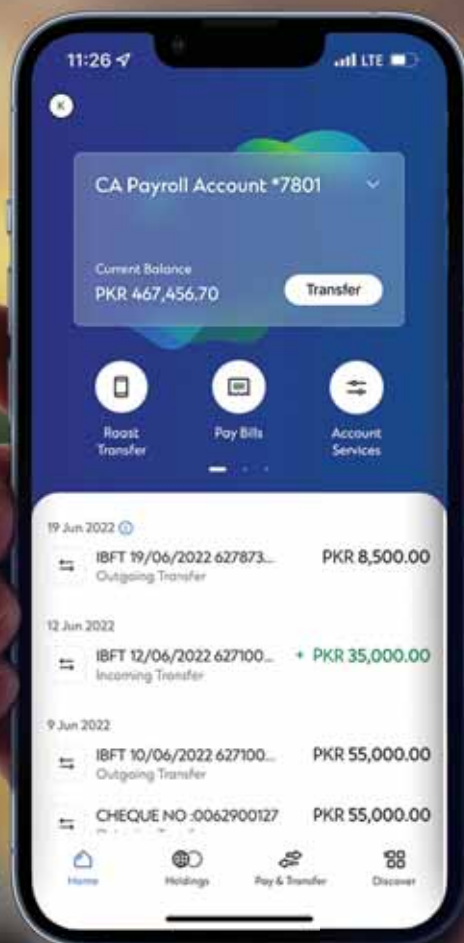 11:26
LTE
K
CA Payroll Account *7801
Current Balance
PKR 467,456.70
Transfer
Raast
Transfer
Pay Bills
Account
Services
19 Jun 2022
IBFT 19/06/2022 627873...
PKR 8,500.00
Outgoing Transfer
12 Jun 2022
IBFT 12/06/2022 627100...
+ PKR 35,000.00
Incoming Transfer
9 Jun 2022
IBFT 10/06/2022 627100...
PKR 55,000.00
Outgoing Transfer
CHEQUE NO :0062900127
PKR 55,000.00
Home
Holdings
Pay & Transfer
Discover